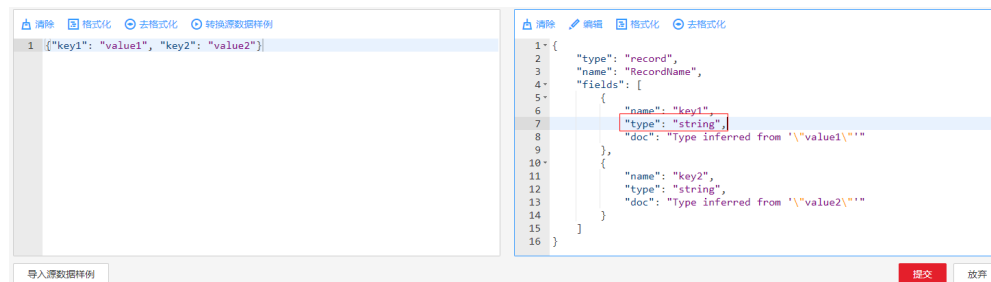 清除 格式化 去格式化 转换源数据样例
1 {"key1": "value1", "key2": "value2"}
导入源数据样例
清除 编辑 格式化 去格式化
1 {
2 "type": "record",
3 "name": "RecordName",
4 "fields": [
5 {
6 "name": "key1",
7 "type": "string",
8 "doc": "Type inferred from '\"value1\"'"
9 },
10 {
11 "name": "key2",
12 "type": "string",
13 "doc": "Type inferred from '\"value2\"'"
14 }
15 ]
16 }
提交 放弃